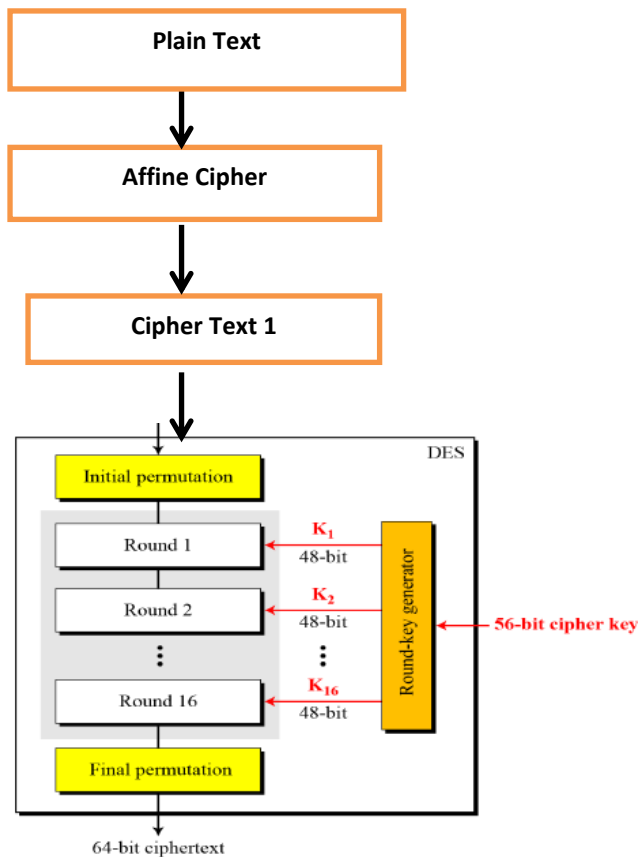 Plain Text
Affine Cipher
Cipher Text 1
DES
Initial permutation
Round 1
K1
48-bit
Round 2
K2
48-bit
Round-key generator
56-bit cipher key
Round 16
K16
48-bit
Final permutation
64-bit ciphertext